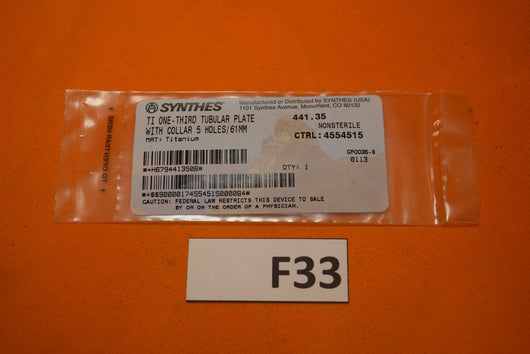 SYNTHES®
Manufactured or Distributed by SYNTHES (USA)
1101 Synthes Avenue, Monument, CO 80132
TI ONE-THIRD TUBULAR PLATE
WITH COLLAR 5 HOLES/61MM
MAT: Titanium
441.35
NONSTERILE
CTRL: 4554515
GP0036-B
0113
*+H679441350B*
QTY: 1
CAUTION: FEDERAL LAW RESTRICTS THIS DEVICE TO SALE
BY OR ON THE ORDER OF A PHYSICIAN.
F33